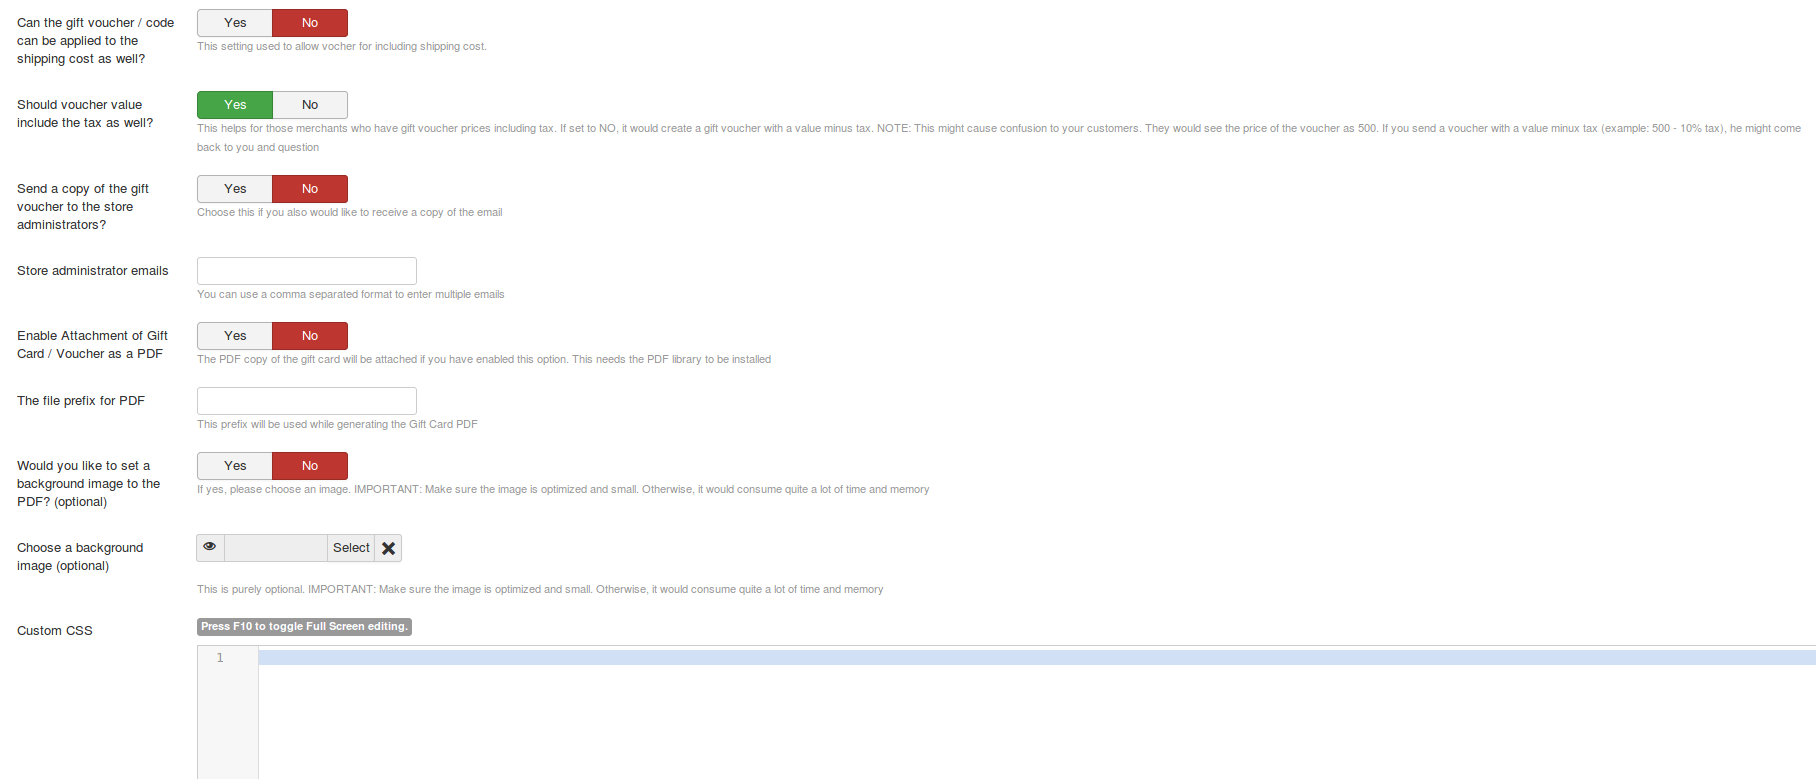 Can the gift voucher / code
can be applied to the
shipping cost as well?
Yes No
This setting used to allow vocher for including shipping cost.
Should voucher value
include the tax as well?
Yes No
This helps for those merchants who have gift voucher prices including tax. If set to NO, it would create a gift voucher with a value minus tax. NOTE: This might cause confusion to your customers. They would see the price of the voucher as 500. If you send a voucher with a value minux tax (example: 500 - 10% tax), he might come
back to you and question
Send a copy of the gift
voucher to the store
administrators?
Yes No
Choose this if you also would like to receive a copy of the email
Store administrator emails
You can use a comma separated format to enter multiple emails
Enable Attachment of Gift
Card / Voucher as a PDF
Yes No
The PDF copy of the gift card will be attached if you have enabled this option. This needs the PDF library to be installed
The file prefix for PDF
This prefix will be used while generating the Gift Card PDF
Would you like to set a
background image to the
PDF? (optional)
Yes No
If yes, please choose an image. IMPORTANT: Make sure the image is optimized and small. Otherwise, it would consume quite a lot of time and memory
Choose a background
image (optional)
Select
This is purely optional. IMPORTANT: Make sure the image is optimized and small. Otherwise, it would consume quite a lot of time and memory
Custom CSS
Press F10 to toggle Full Screen editing.
1